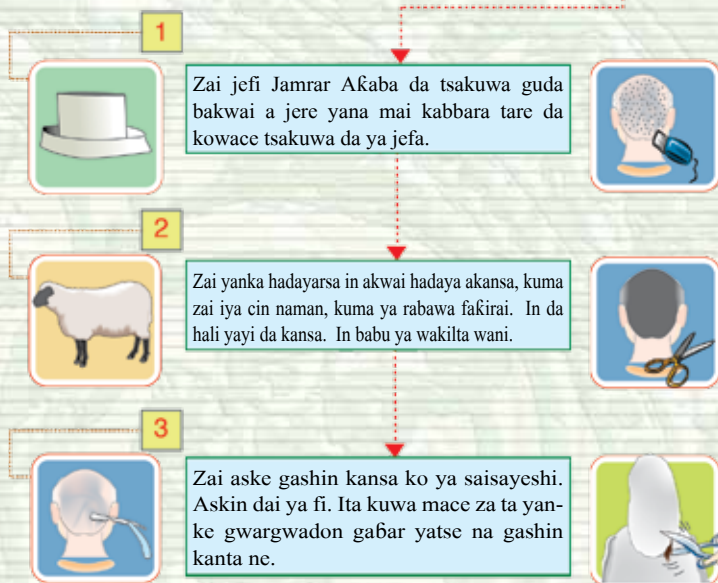 1
Zai jefi Jamrar Aƙaba da tsakuwa guda
bakwai a jere yana mai kabbara tare da
kowace tsakuwa da ya jefa.
2
Zai yanka hadayarsa in akwai hadaya akansa, kuma
zai iya cin naman, kuma ya rabawa faƙirai. In da
hali yayi da kansa. In babu ya wakilta wani.
3
Zai aske gashin kansa ko ya saisayeshi.
Askin dai ya fi. Ita kuwa mace za ta yan-
ke gwargwadon gaɓar yatse na gashin
kanta ne.